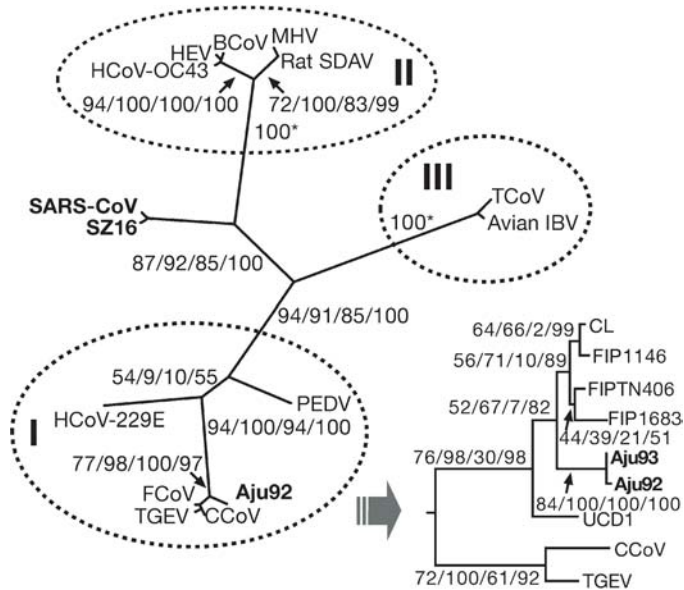 MHV
BCoV
HEV
Rat SDAV
HCoV-OC43
II
94/100/100/100
72/100/83/99
100*
III
SARS-CoV
TCoV
SZ16
100*
Avian IBV
87/92/85/100
94/91/85/100
64/66/2/99
CL
56/71/10/89
FIP1146
54/9/10/55
FIPTN406
PEDV
52/67/7/82
HCoV-229E
I
94/100/94/100
FIP1683
44/39/21/51
77/98/100/97
76/98/30/98
Aju93
FCoV
Aju92
Aju92
TGEV
CCoV
84/100/100/100
UCD1
CCoV
72/100/61/92
TGEV